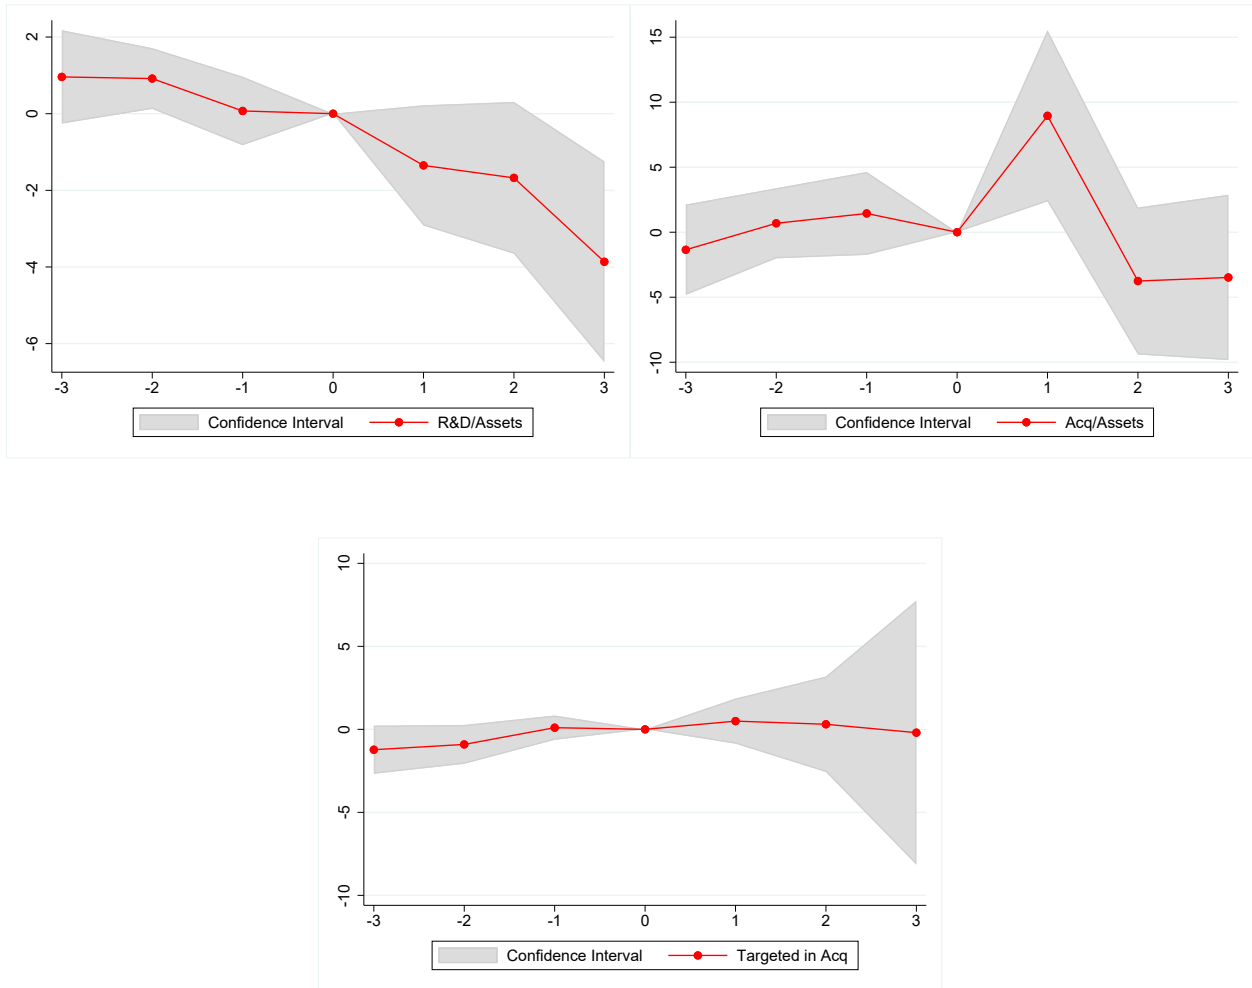 2
0
-2
-4
-6
-3 -2 -1 0 1 2 3
Confidence Interval R&D/Assets
15
10
5
0
-5
-10
-3 -2 -1 0 1 2 3
Confidence Interval Acq/Assets
10
5
0
-5
-10
-3 -2 -1 0 1 2 3
Confidence Interval Targeted in Acq